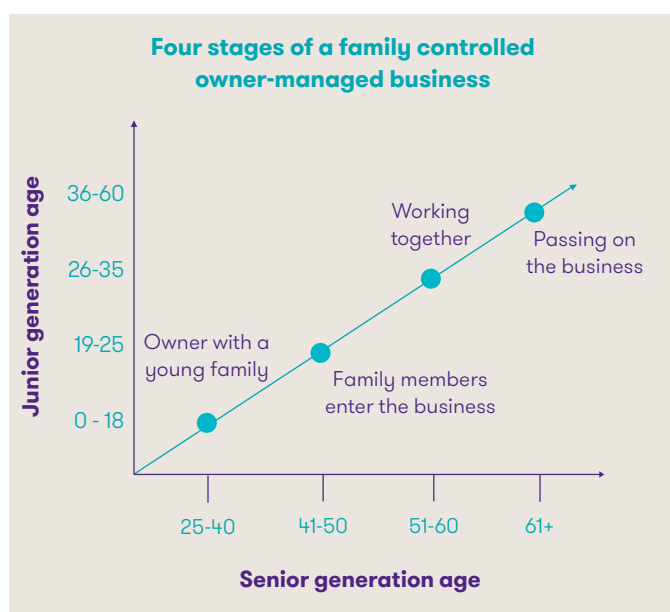 Four stages of a family controlled
owner-managed business
Junior generation age
36-60
26-35
19-25
0 - 18
Working
together
Passing on
the business
Owner with a
young family
Family members
enter the business
25-40
41-50
51-60
61+
Senior generation age